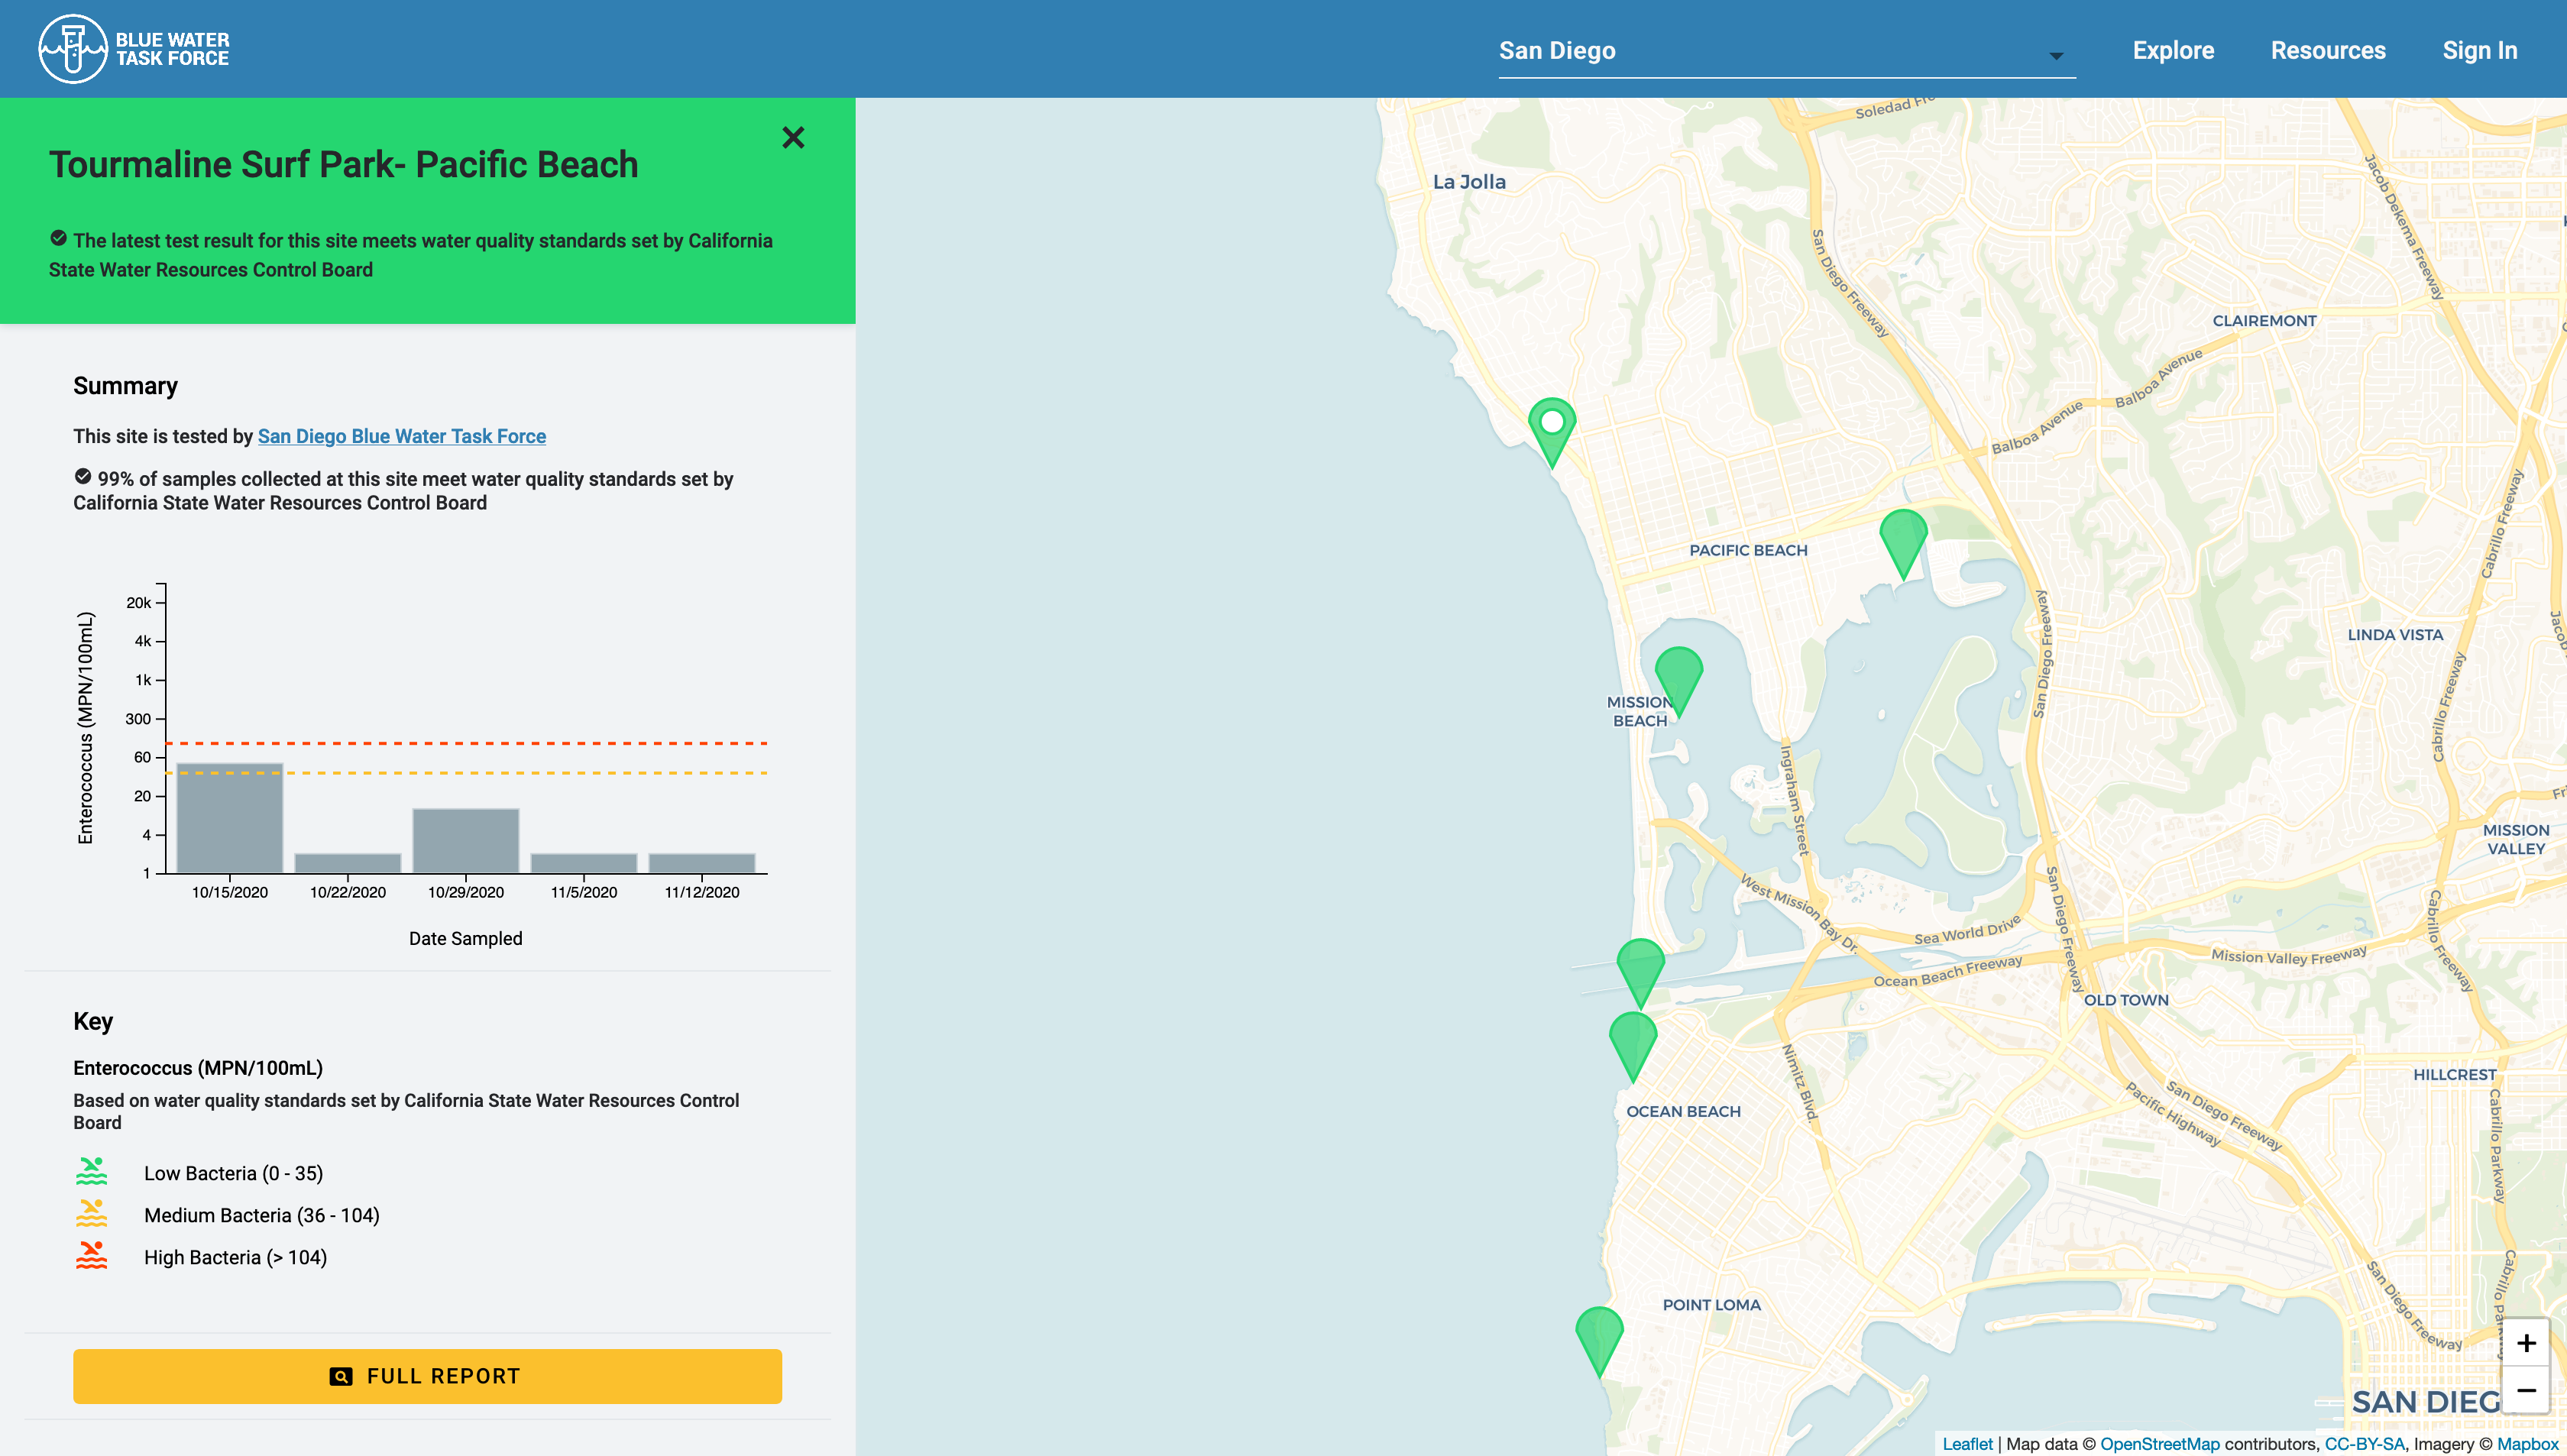 BLUE WATER
TASK FORCE
San Diego
Explore
Resources
Sign In
Tourmaline Surf Park- Pacific Beach
The latest test result for this site meets water quality standards set by California
State Water Resources Control Board
Summary
This site is tested by San Diego Blue Water Task Force
99% of samples collected at this site meet water quality standards set by
California State Water Resources Control Board
Enterococcus (MPN/100mL)
20k
4k
1k
300
60
20
4
1
10/15/2020
10/22/2020
10/29/2020
11/5/2020
11/12/2020
Date Sampled
Key
Enterococcus (MPN/100mL)
Based on water quality standards set by California State Water Resources Control
Board
Low Bacteria (0 - 35)
Medium Bacteria (36 - 104)
High Bacteria (> 104)
FULL REPORT
Soledad Fre
La Jolla
Jacob Dekema Freeway
San Diego Freeway
CLAIREMONT
Balboa Avenue
Balboa Avenue
Cabrillo Freeway
PACIFIC BEACH
San Diego Freeway
LINDA VISTA
Jacob
Cabrillo Freeway
MISSION
BEACH
Ingraham Street
Fri
MISSION
VALLEY
West Mission Bay Dr.
San Diego Freeway
Sea World Drive
Cabrillo Freeway
Mission Valley Freeway
Ocean Beach Freeway
OLD TOWN
Nimitz Blvd.
HILLCREST
OCEAN BEACH
San Diego Freeway
Pacific Highway
Cabrillo Parkway
POINT LOMA
San Diego Freeway
Cabrillo Par
+
−
SAN DIEG
Leaflet | Map data © OpenStreetMap contributors, CC-BY-SA, Imagery © Mapbox